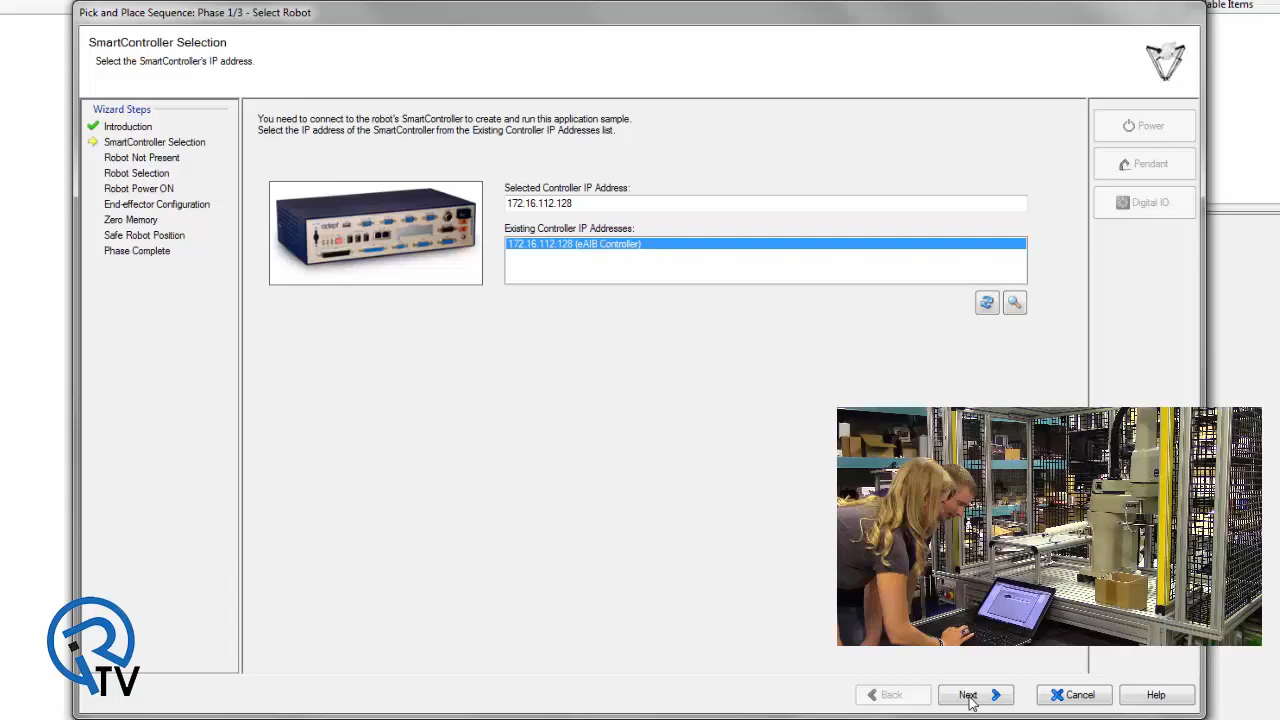 Pick and Place Sequence: Phase 1/3 - Select Robot
lable Items
SmartController Selection
Select the SmartController's IP address.
Wizard Steps
Introduction
SmartController Selection
Robot Not Present
Robot Selection
Robot Power ON
End-effector Configuration
Zero Memory
Safe Robot Position
Phase Complete
You need to connect to the robot's SmartController to create and run this application sample.
Select the IP address of the SmartController from the Existing Controller IP Addresses list.
adept
Selected Controller IP Address:
172.16.112.128
Existing Controller IP Addresses:
172.16.112.128 (eAIB Controller)
Power
Pendant
Digital IO
R
TV
Back
Next
Cancel
Help